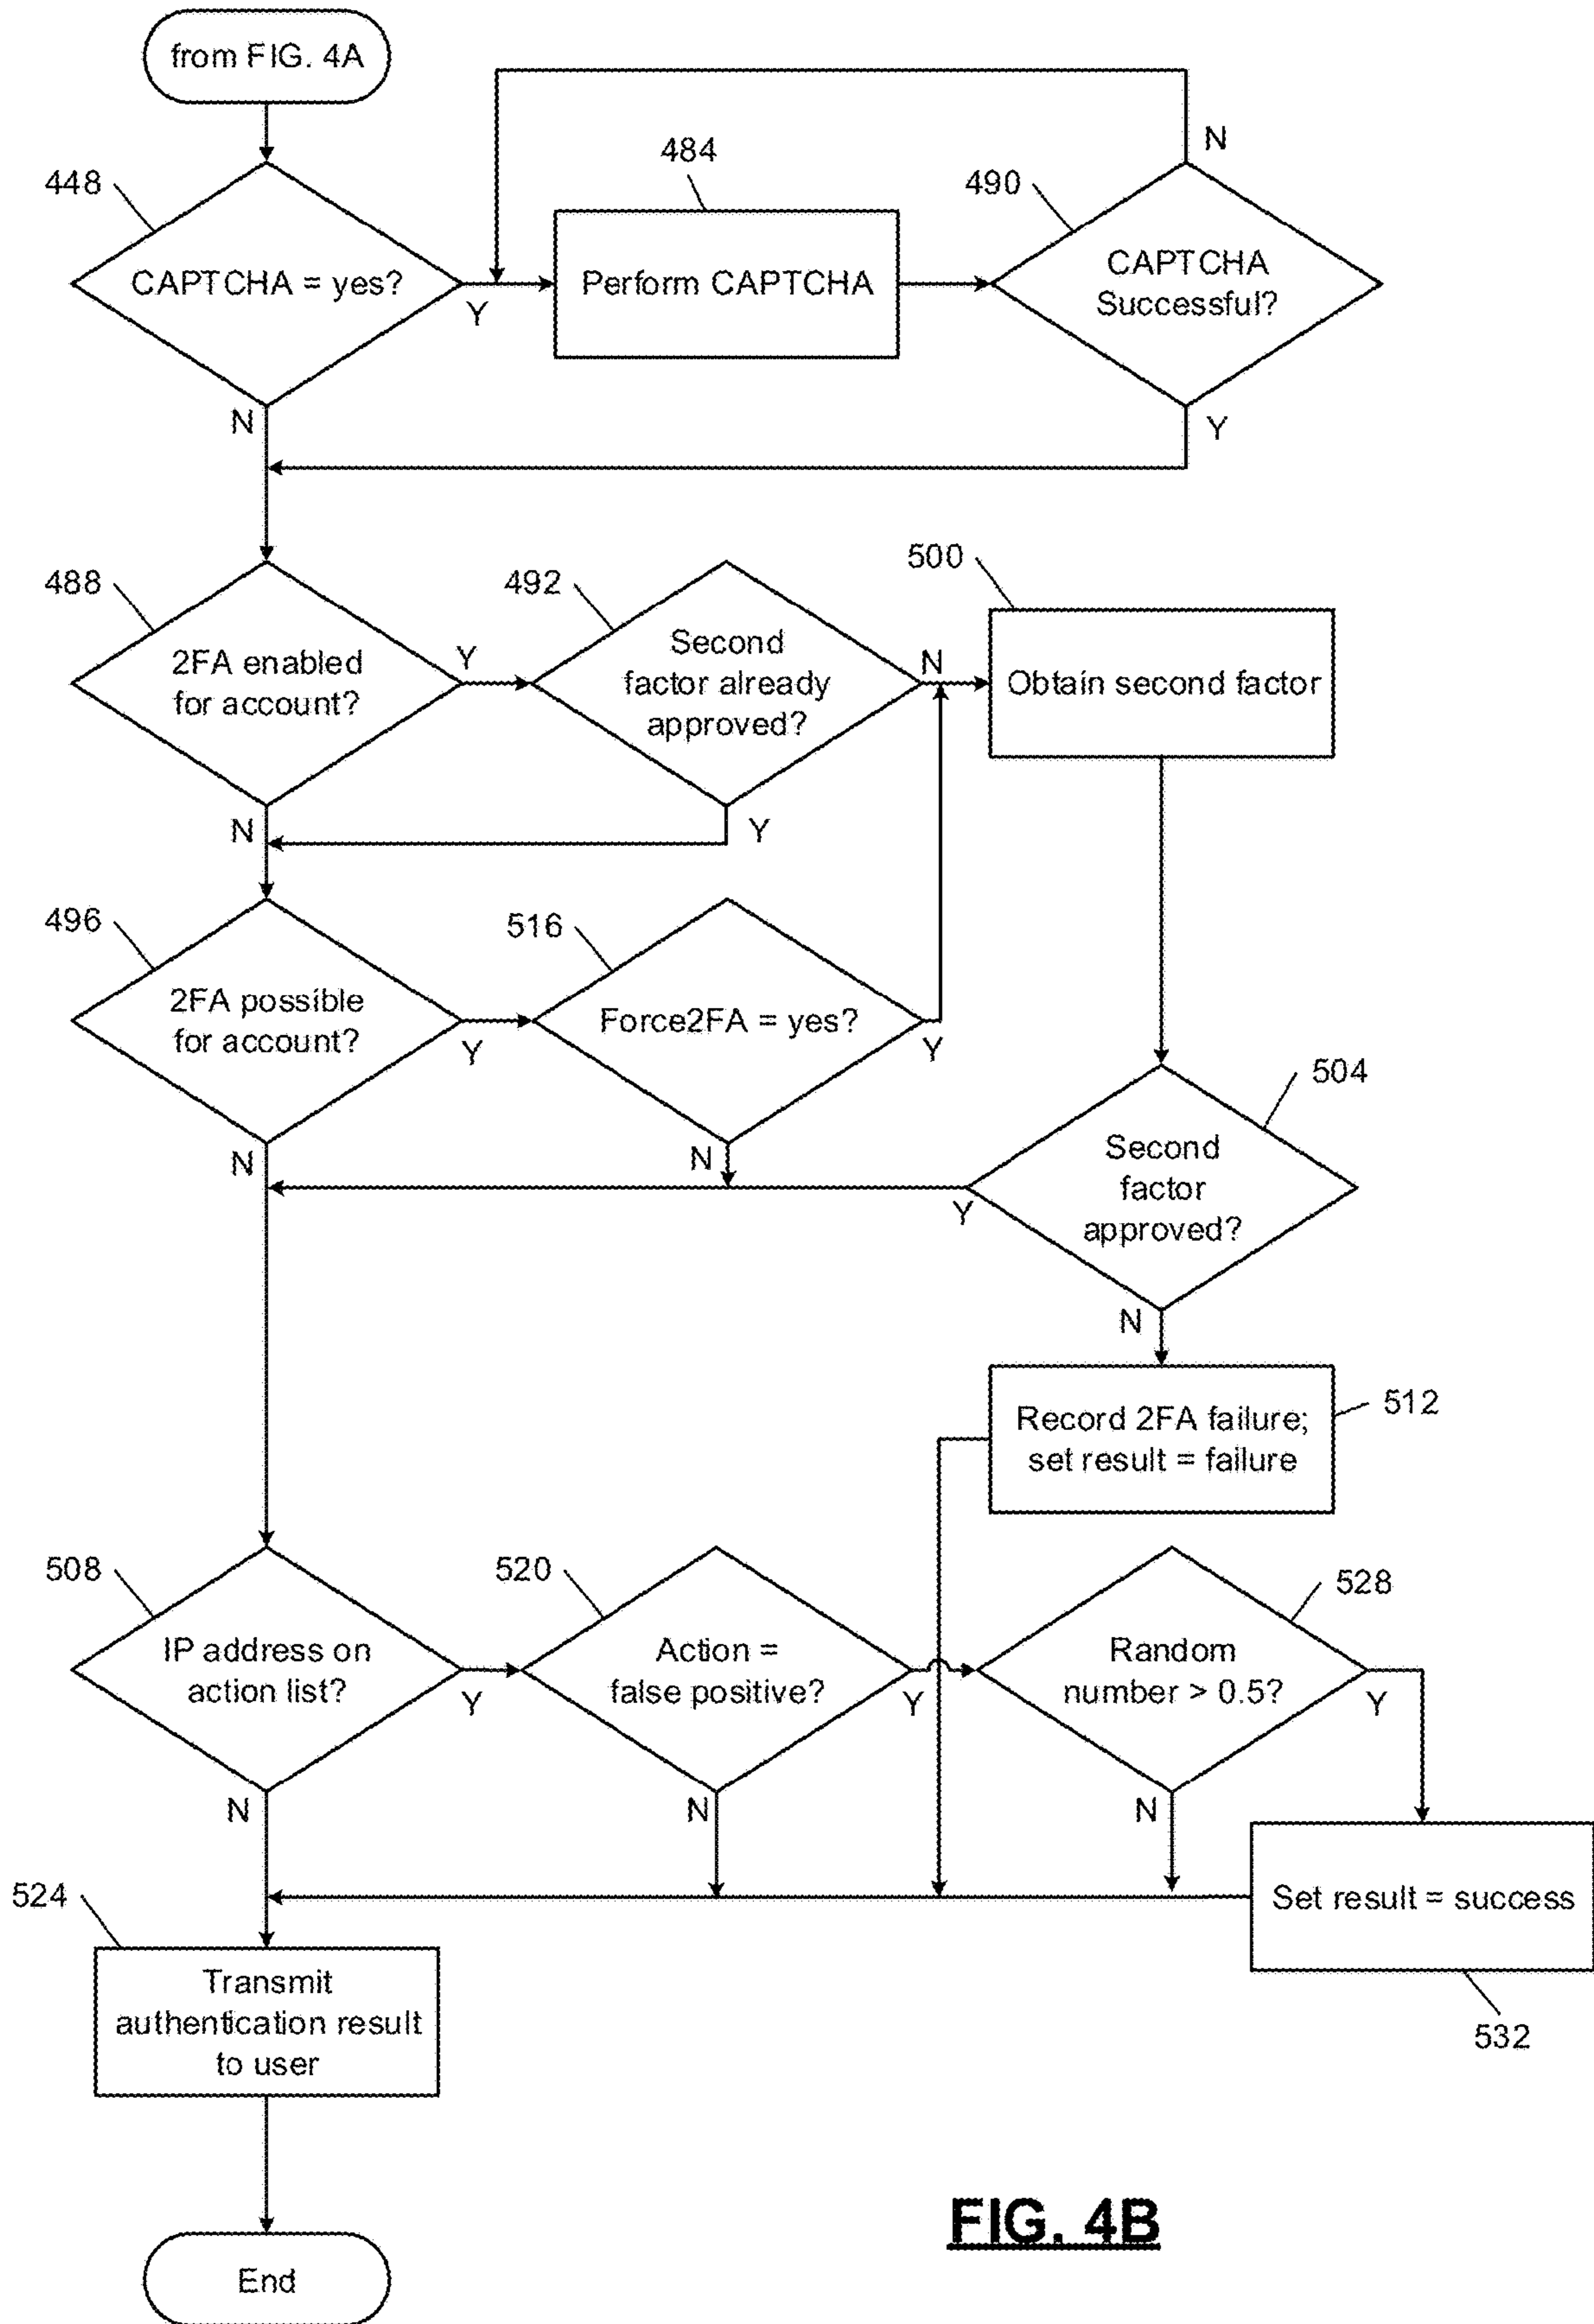 from FIG. 4A
N
484
448
490
CAPTCHA = yes?
Perform CAPTCHA
CAPTCHA
Successful?
Y
N
Y
500
488
492
2FA enabled
for account?
Y
Second
factor already
approved?
N
Obtain second factor
N
Y
496
516
2FA possible
for account?
Y
Force2FA = yes?
Y
504
N
N
Y
Second
factor
approved?
N
512
Record 2FA failure;
set result = failure
508
520
528
IP address on
action list?
Y
Action =
false positive?
Y
Random
number > 0.5?
Y
N
N
N
524
Set result = success
Transmit
authentication result
to user
532
FIG. 4B
End